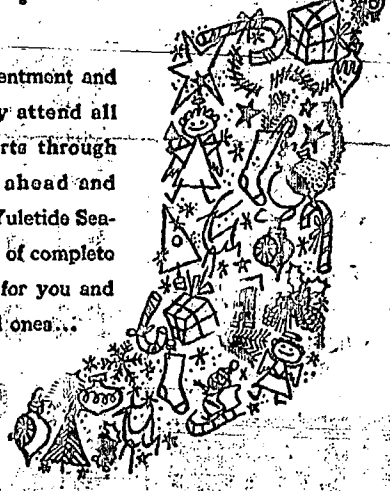 entment and
attend all
rts through
ahead and
Yuletide Sea-
of complete
for you and
ones...